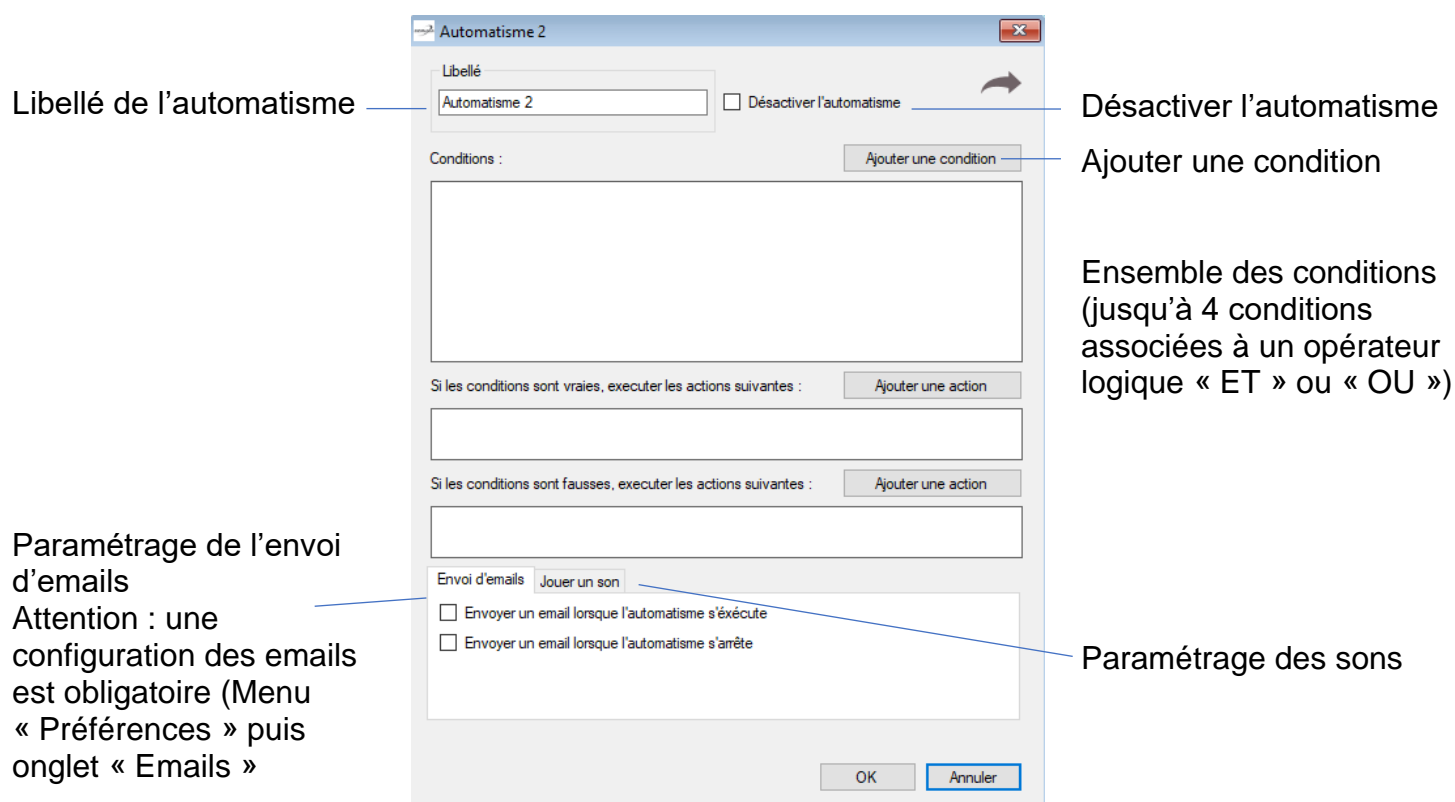 Automatisme 2
Libellé
Libellé de l’automatisme
Automatisme 2
Désactiver l'automatisme
Désactiver l’automatisme
Conditions :
Ajouter une condition
Ajouter une condition
Ensemble des conditions
(jusqu’à 4 conditions
associées à un opérateur
logique « ET » ou « OU »)
Si les conditions sont vraies, executer les actions suivantes :
Ajouter une action
Si les conditions sont fausses, executer les actions suivantes :
Ajouter une action
Paramétrage de l’envoi
d’emails
Attention : une
configuration des emails
est obligatoire (Menu
« Préférences » puis
onglet « Emails »
Envoi d'emails
Jouer un son
Envoyer un email lorsque l'automatisme s'éxécute
Envoyer un email lorsque l'automatisme s'arrête
Paramétrage des sons
OK
Annuler